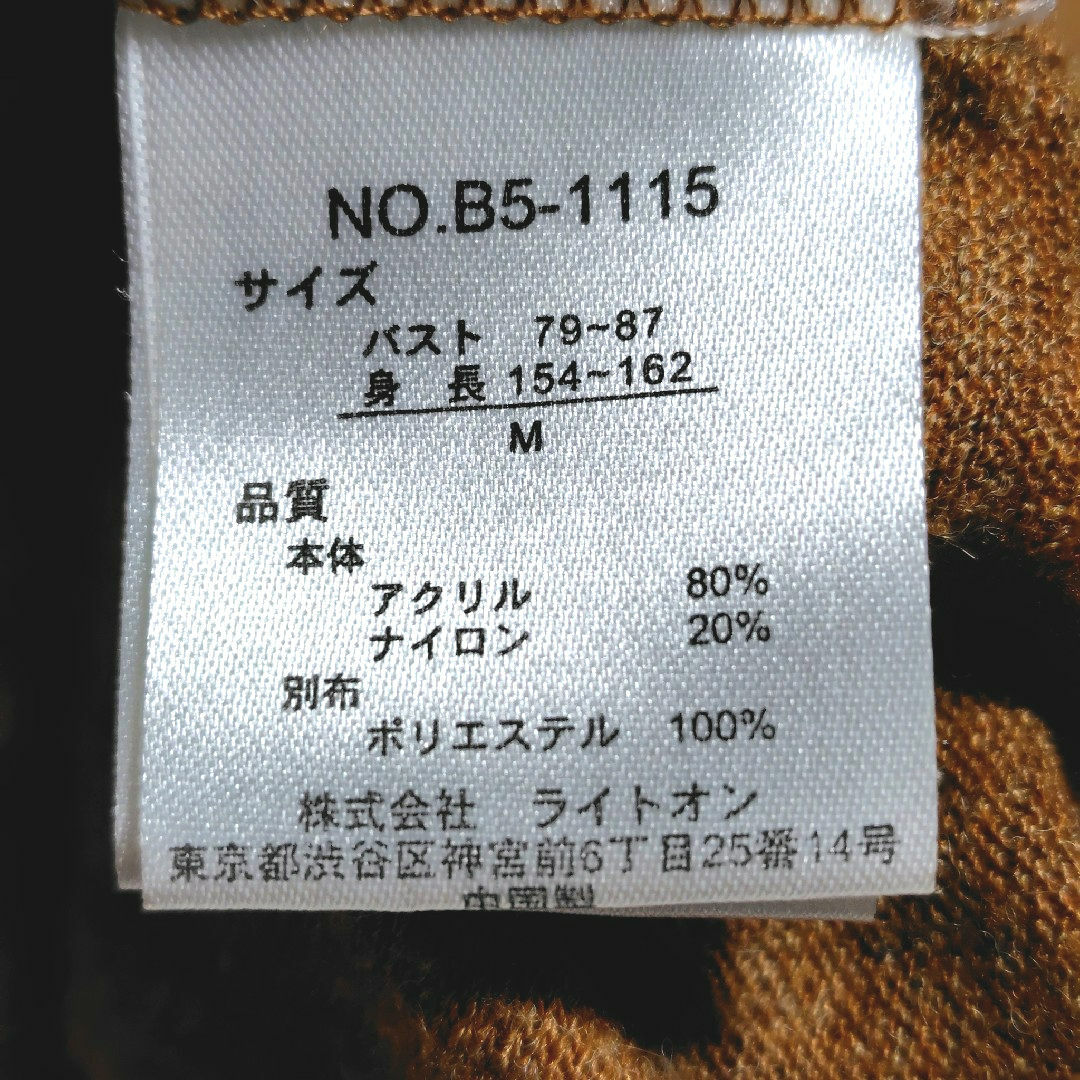 NO.B5-1115
サイズ
バスト 79~87
身 長 154~162
M
品質
本体
アクリル 80%
ナイロン 20%
別布
ポリエステル 100%
株式会社 ライトオン
東京都渋谷区神宮前6丁目25番14号
中国製